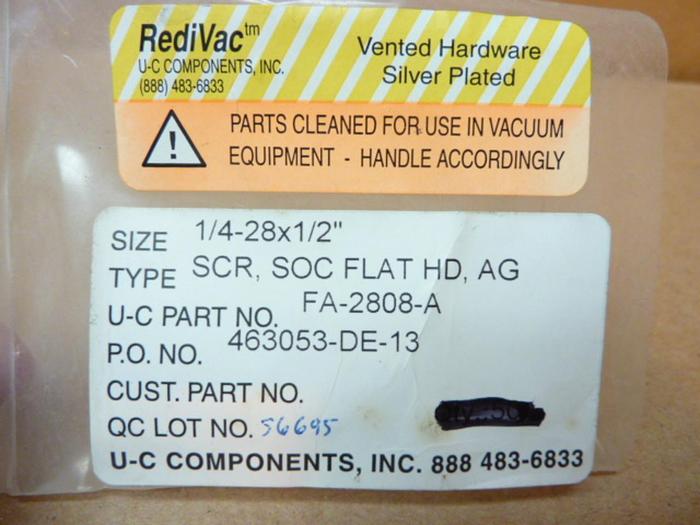 RediVac™
U-C COMPONENTS, INC.
(888) 483-6833
Vented Hardware
Silver Plated
!
PARTS CLEANED FOR USE IN VACUUM
EQUIPMENT - HANDLE ACCORDINGLY
SIZE 1/4-28x1/2"
TYPE SCR, SOC FLAT HD, AG
U-C PART NO. FA-2808-A
P.O. NO. 463053-DE-13
CUST. PART NO.
QC LOT NO. 56695
U-C COMPONENTS, INC. 888 483-6833